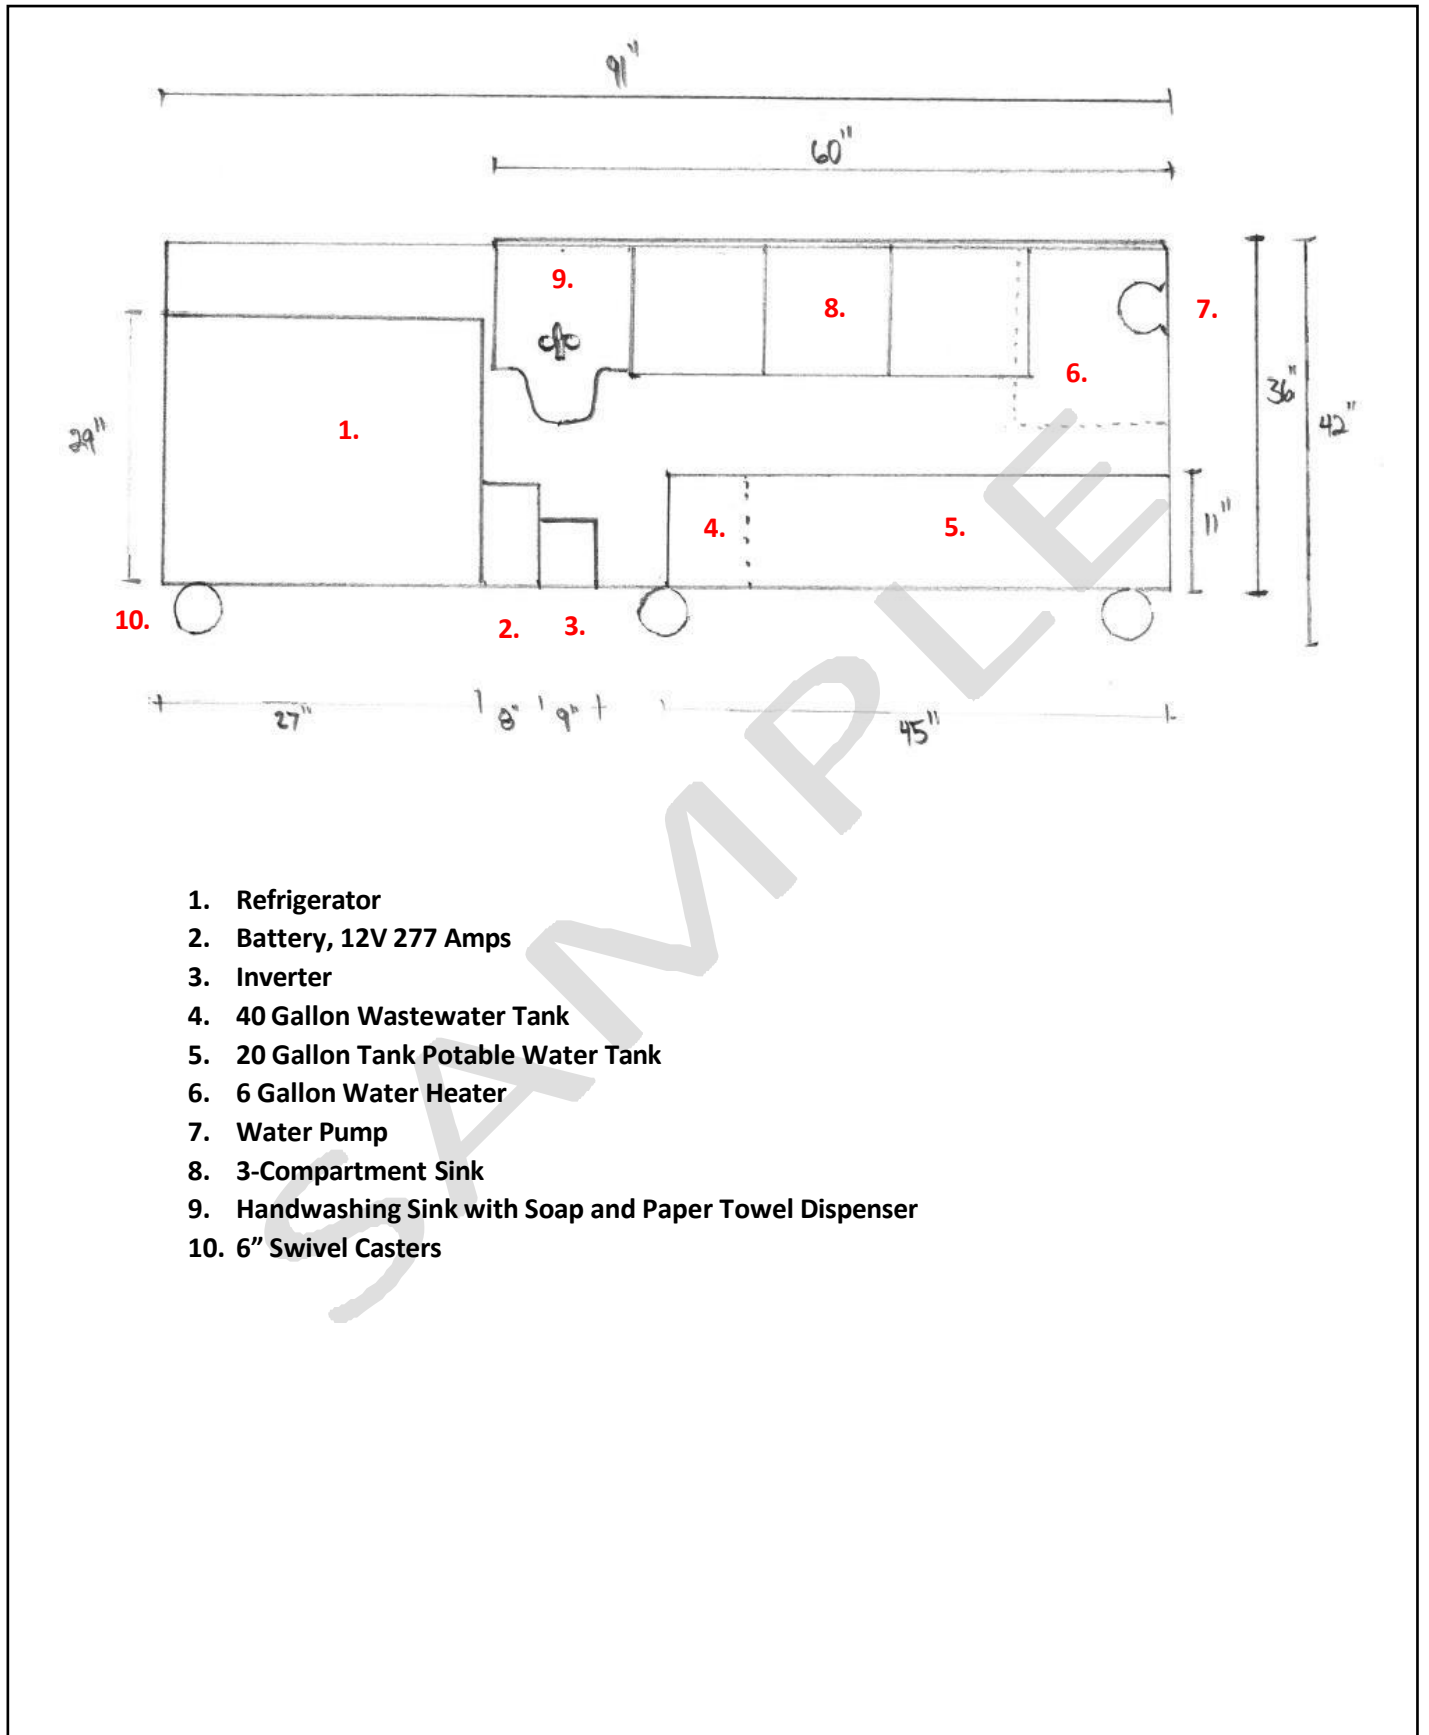 91"
60"
9.
8.
7.
6.
36"
42"
29"
1.
4.
5.
11"
10.
2.
3.
27"
8"
9"
45"
SAMPLE
1. Refrigerator
2. Battery, 12V 277 Amps
3. Inverter
4. 40 Gallon Wastewater Tank
5. 20 Gallon Tank Potable Water Tank
6. 6 Gallon Water Heater
7. Water Pump
8. 3-Compartment Sink
9. Handwashing Sink with Soap and Paper Towel Dispenser
10. 6” Swivel Casters